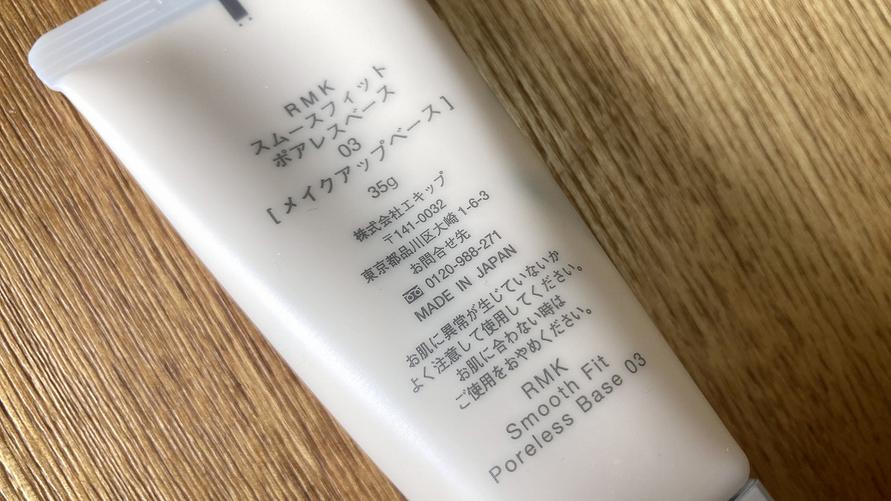 RMK
スムースフィット
ポアレスベース
03
[メイクアップベース]
35g
株式会社エキップ
〒141-0032
東京都品川区大崎 1-6-3
お問合せ先
0120-988-271
MADE IN JAPAN
お肌に異常が生じていないか
よく注意して使用してください。
お肌に合わない時は
ご使用をおやめください。
RMK
Smooth Fit
Poreless Base 03